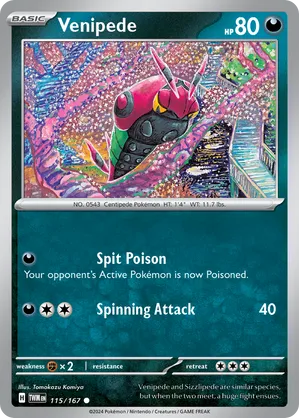 BASIC
Venipede
HP 80
NO. 0543 Centipede Pokémon HT: 1'4" WT: 11.7 lbs.
Spit Poison
Your opponent's Active Pokémon is now Poisoned.
Spinning Attack 40
weakness × 2 resistance retreat
Illus. Tomokazu Komiya
H TWM EN 115/167
Venipede and Sizzlipede are similar species,
but when the two meet, a huge fight ensues.
©2024 Pokémon / Nintendo / Creatures / GAME FREAK